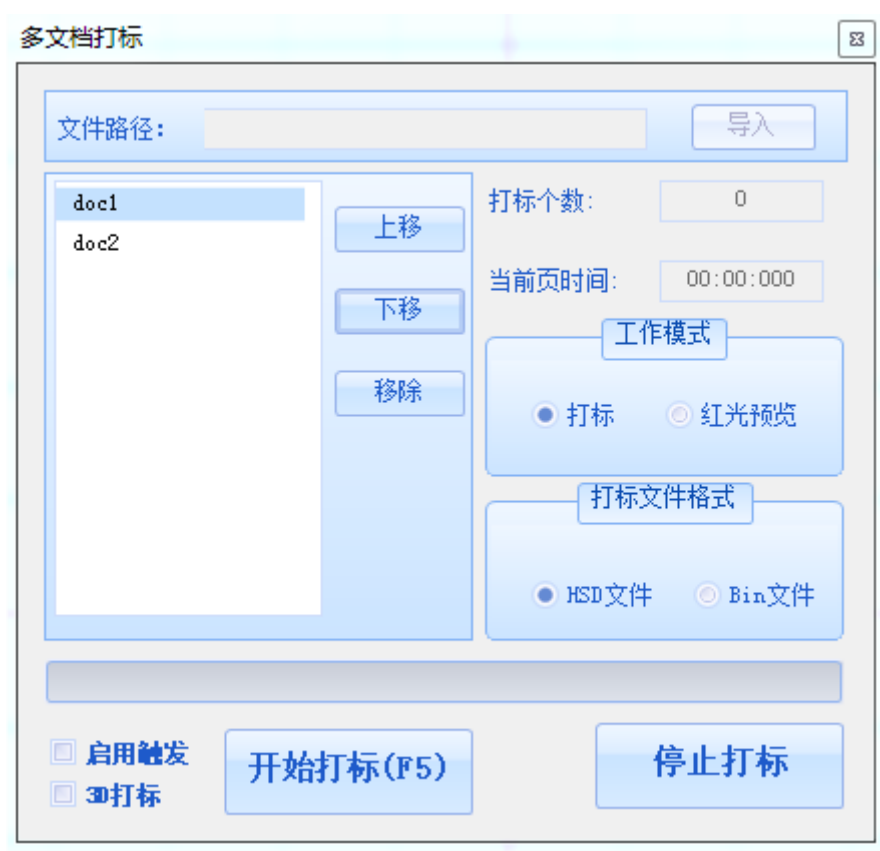 多文档打标
文件路径：
导入
doc1
doc2
上移
下移
移除
打标个数:
0
当前页时间:
00:00:000
工作模式
打标
红光预览
打标文件格式
HSD文件
Bin文件
启用触发
3D打标
开始打标(F5)
停止打标